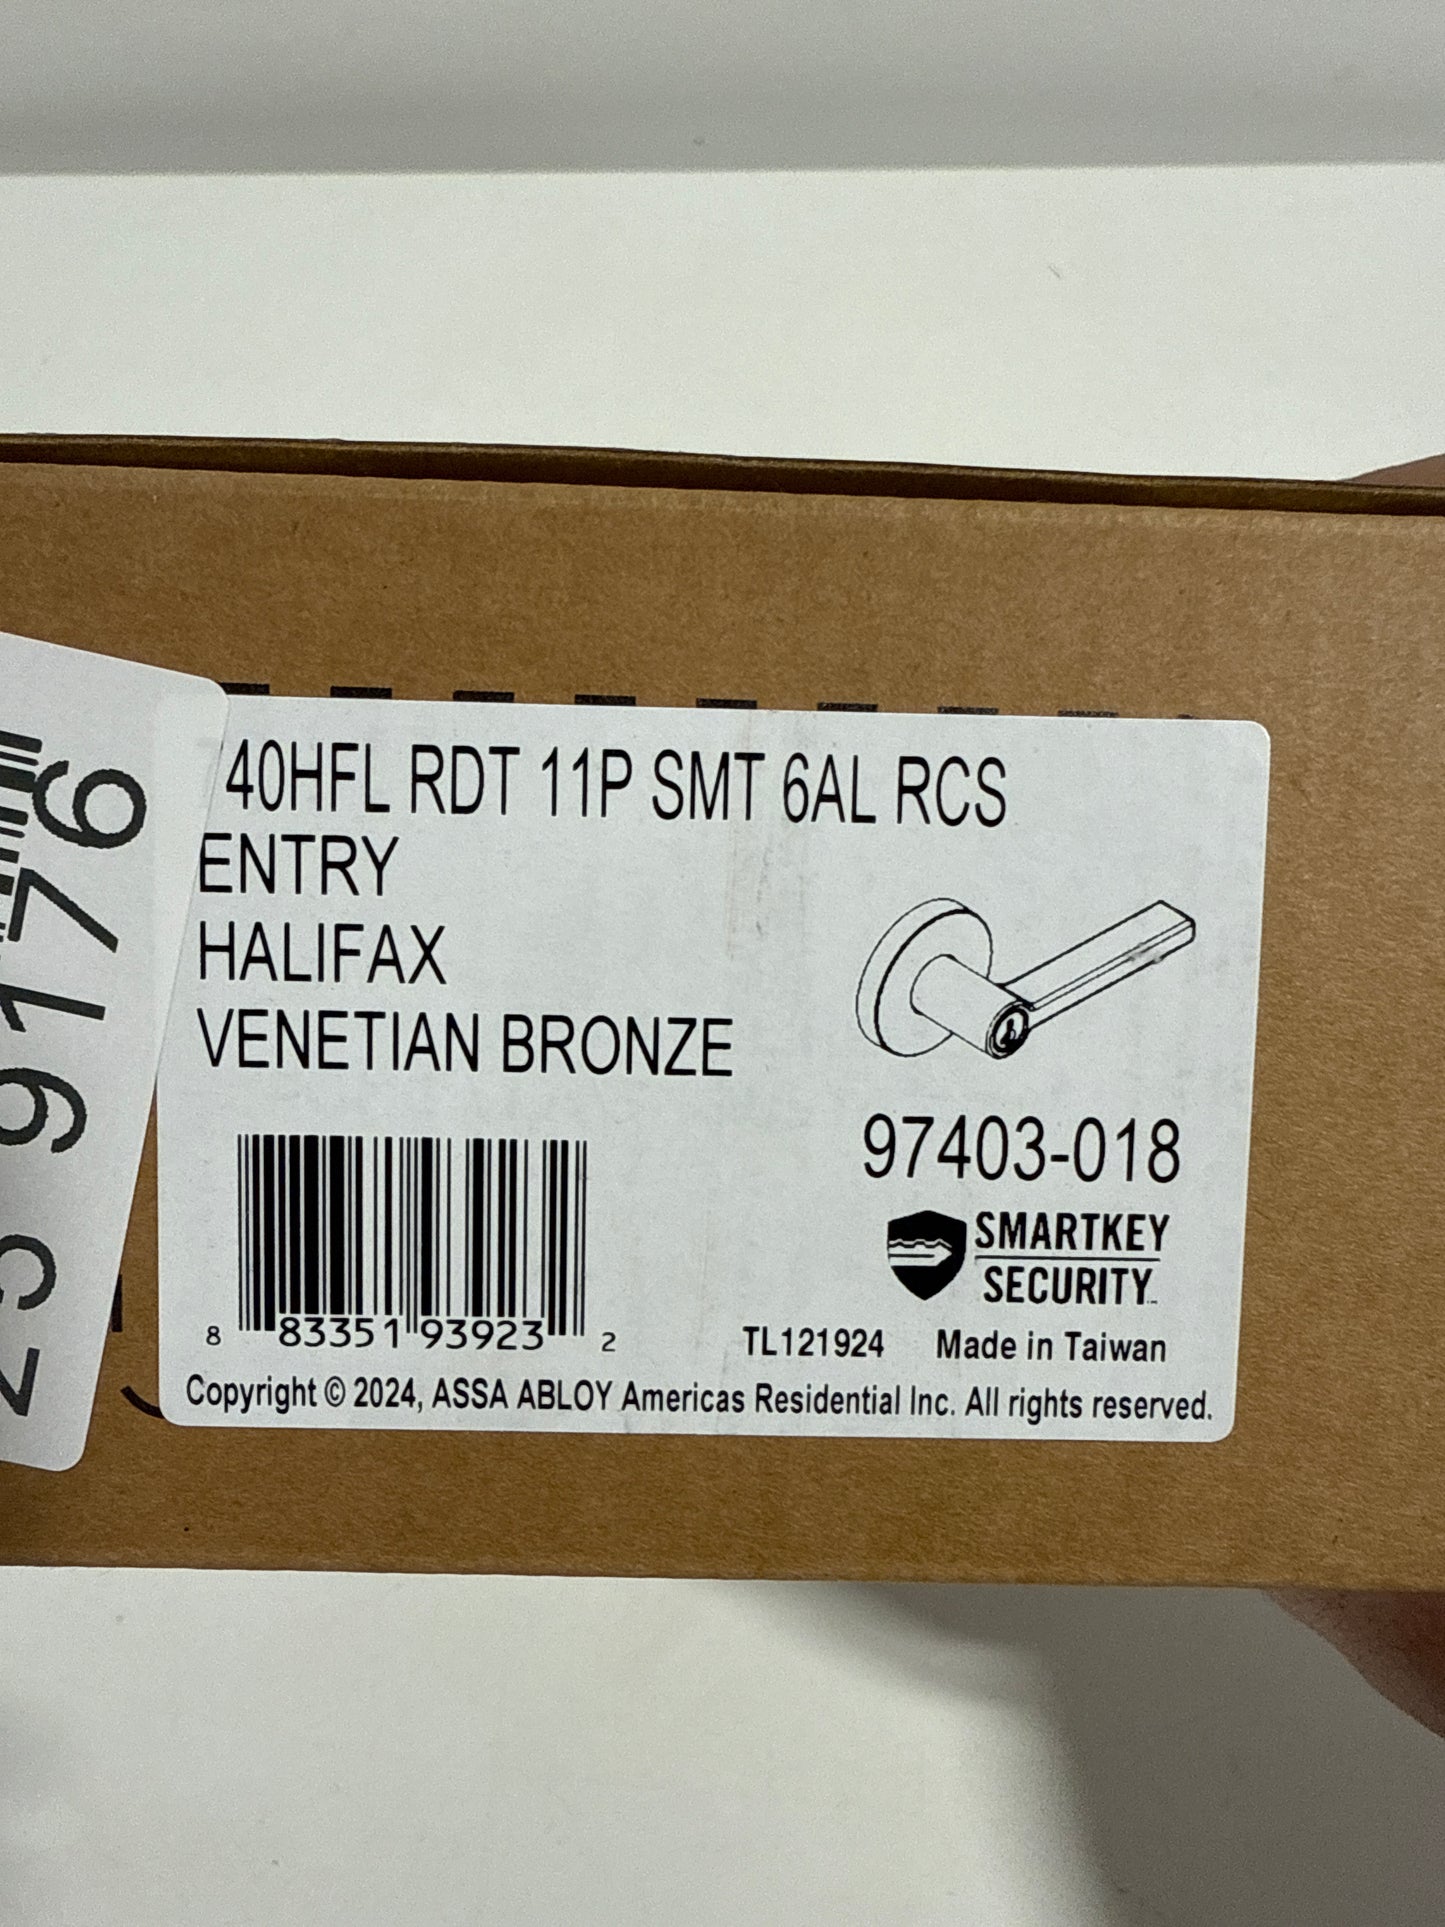 40HFL RDT 11P SMT 6AL RCS
ENTRY
HALIFAX
VENETIAN BRONZE
97403-018
SMARTKEY
SECURITY™
8 83351 93923 2
TL121924 Made in Taiwan
Copyright © 2024, ASSA ABLOY Americas Residential Inc. All rights reserved.